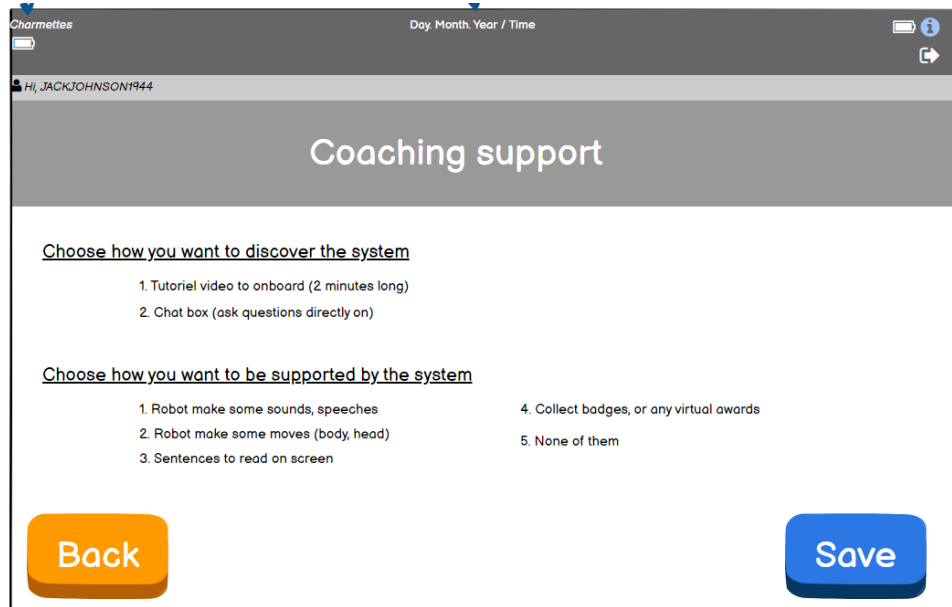 Charmettes
Day. Month. Year / Time
i
Hi, JACKJOHNSON1944
Coaching support
Choose how you want to discover the system
1. Tutoriel video to onboard (2 minutes long)
2. Chat box (ask questions directly on)
Choose how you want to be supported by the system
1. Robot make some sounds, speeches
2. Robot make some moves (body, head)
3. Sentences to read on screen
4. Collect badges, or any virtual awards
5. None of them
Back
Save